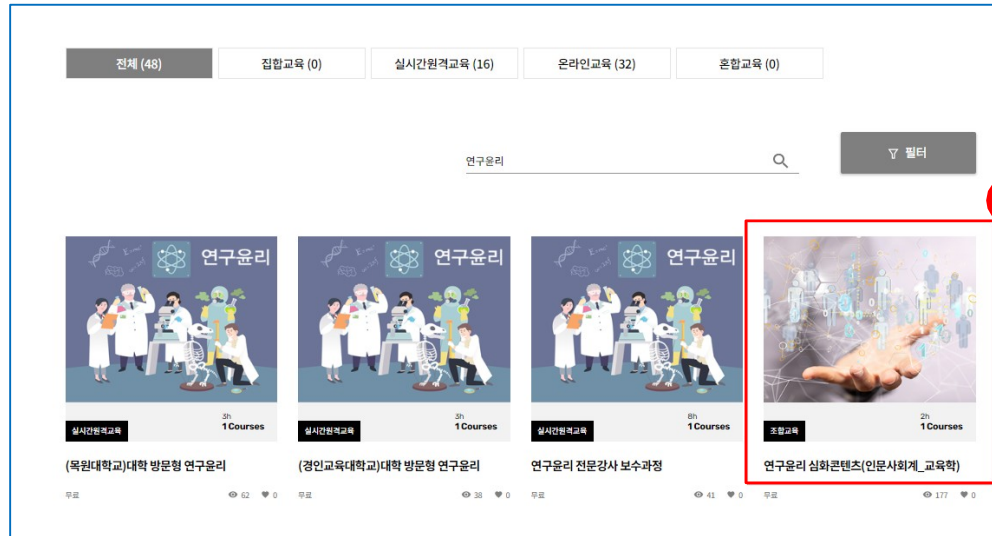 전체 (48)
집합교육 (0)
실시간원격교육 (16)
온라인교육 (32)
혼합교육 (0)
연구윤리
필터
연구윤리
연구윤리
연구윤리
실시간원격교육
3h
1 Courses
실시간원격교육
3h
1 Courses
실시간원격교육
8h
1 Courses
조합교육
2h
1 Courses
(목원대학교)대학 방문형 연구윤리
(경인교육대학교)대학 방문형 연구윤리
연구윤리 전문강사 보수과정
연구윤리 심화콘텐츠(인문사회계_교육학)
무료 62 0
무료 38 0
무료 41 0
무료 177 0